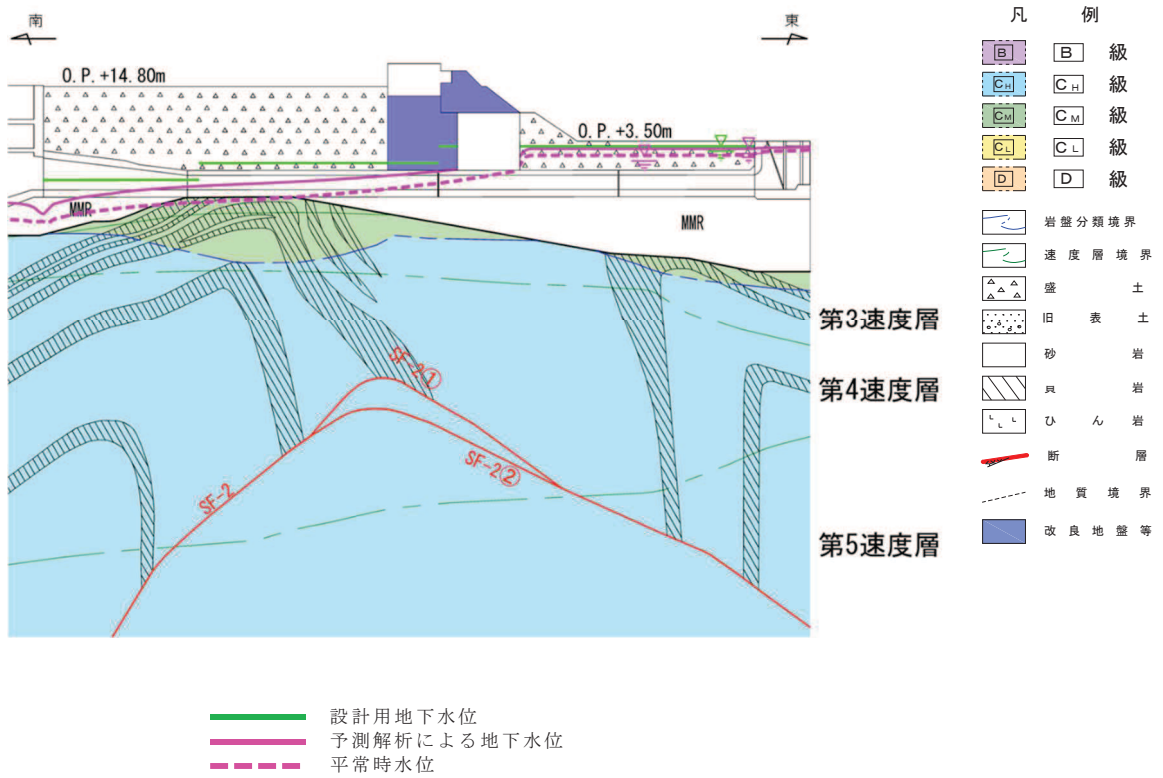 南
東
O.P.+14.80m
O.P.+3.50m
MMR
MMR
第3速度層
SF-2①
第4速度層
SF-2②
SF-2
第5速度層
凡 例
B B 級
CH CH 級
CM CM 級
CL CL 級
D D 級
岩盤分類境界
速度層境界
盛土
旧表土
砂岩
頁岩
ひん岩
断層
地質境界
改良地盤等
設計用地下水位
予測解析による地下水位
平常時水位